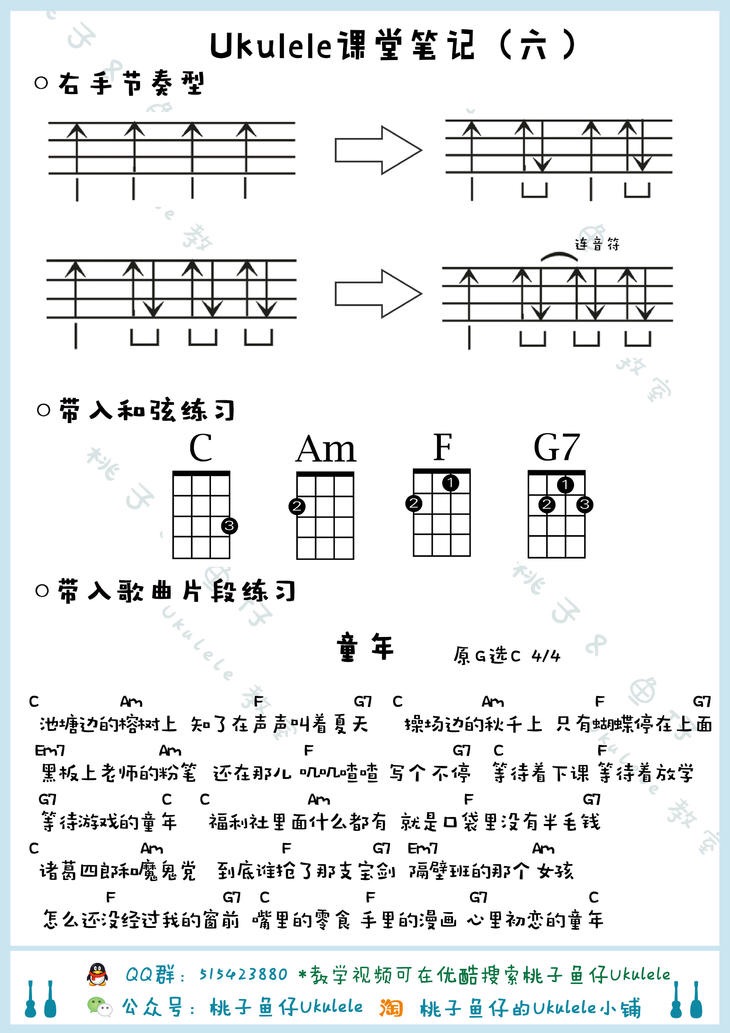 Ukulele课堂笔记（六）
○右手节奏型
连音符
○带入和弦练习
C Am F G7
3 2 2 1 1 2 3
○带入歌曲片段练习
童年 原G选C 4/4
C Am F G7 C Am F G7
池塘边的榕树上 知了在声声叫着夏天 操场边的秋千上 只有蝴蝶停在上面
Em7 Am F G7 C F
黑板上老师的粉笔 还在那儿 叽叽喳喳 写个不停 等待着下课 等待着放学
G7 C C Am F G7
等待游戏的童年 福利社里面什么都有 就是口袋里没有半毛钱
C Am F G7 Em7 Am
诸葛四郎和魔鬼党 到底谁抢了那支宝剑 隔壁班的那个女孩
F G7 C F G7 C
怎么还没经过我的窗前 嘴里的零食 手里的漫画 心里初恋的童年
QQ群：515423880 *教学视频可在优酷搜索桃子鱼仔Ukulele
公众号：桃子鱼仔Ukulele 淘 桃子鱼仔的Ukulele小铺